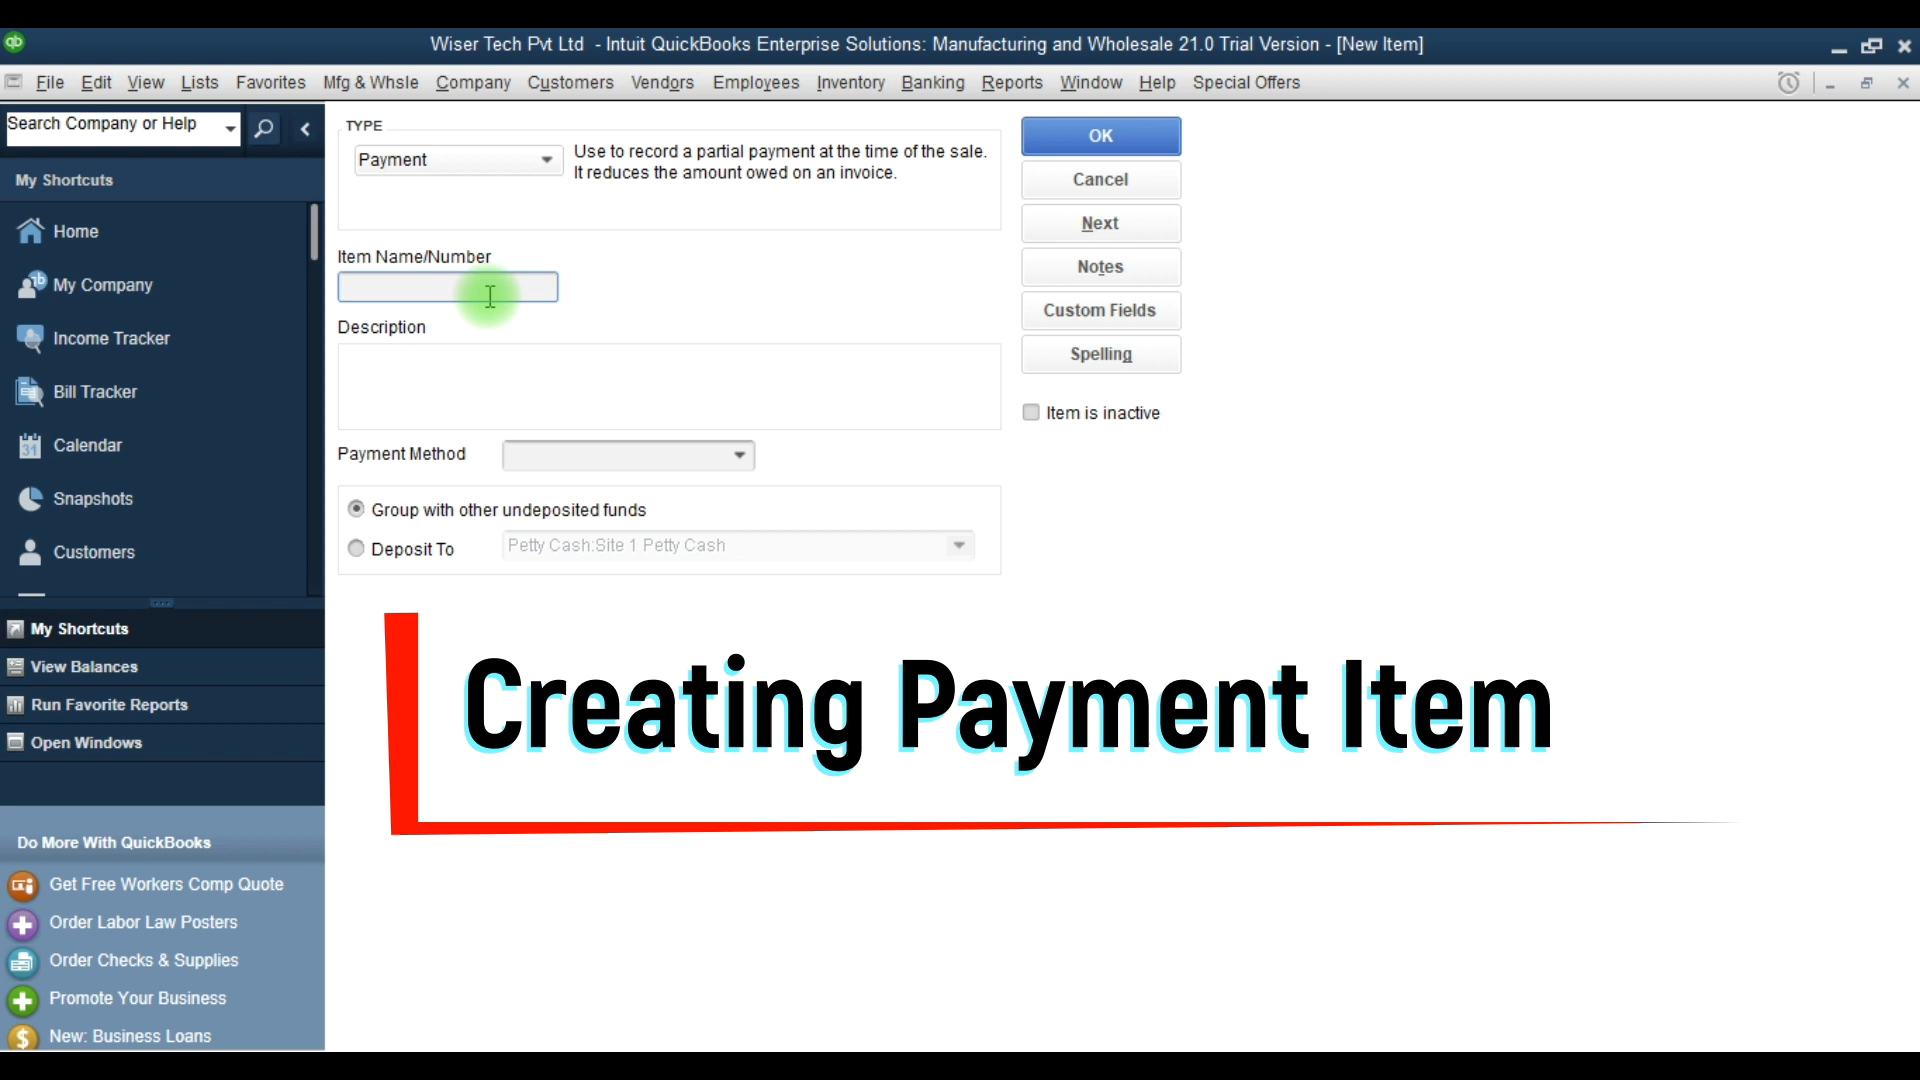 qb
Wiser Tech Pvt Ltd - Intuit QuickBooks Enterprise Solutions: Manufacturing and Wholesale 21.0 Trial Version - [New Item]
File Edit View Lists Favorites Mfg & Whsle Company Customers Vendors Employees Inventory Banking Reports Window Help Special Offers
Search Company or Help
My Shortcuts
Home
My Company
Income Tracker
Bill Tracker
31
Calendar
Snapshots
Customers
My Shortcuts
View Balances
Run Favorite Reports
Open Windows
Do More With QuickBooks
Get Free Workers Comp Quote
Order Labor Law Posters
Order Checks & Supplies
Promote Your Business
$
New: Business Loans
TYPE
Payment
Use to record a partial payment at the time of the sale.
It reduces the amount owed on an invoice.
Item Name/Number
Description
Payment Method
Group with other undeposited funds
Deposit To
Petty Cash:Site 1 Petty Cash
OK
Cancel
Next
Notes
Custom Fields
Spelling
Item is inactive
Creating Payment Item